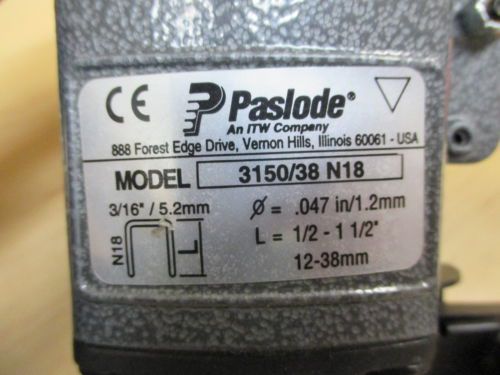 CE
Paslode®
An ITW Company
888 Forest Edge Drive, Vernon Hills, Illinois 60061 - USA
MODEL 3150/38 N18
3/16" / 5.2mm
N18
L
Ø = .047 in/1.2mm
L = 1/2 - 1 1/2"
12-38mm